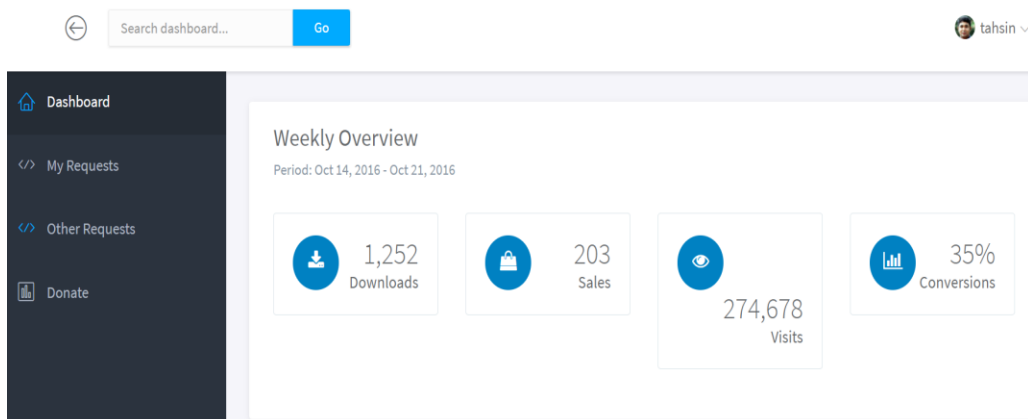 Search dashboard...
Go
tahsin
Dashboard
My Requests
Other Requests
Donate
Weekly Overview
Period: Oct 14, 2016 - Oct 21, 2016
1,252
Downloads
203
Sales
274,678
Visits
35%
Conversions